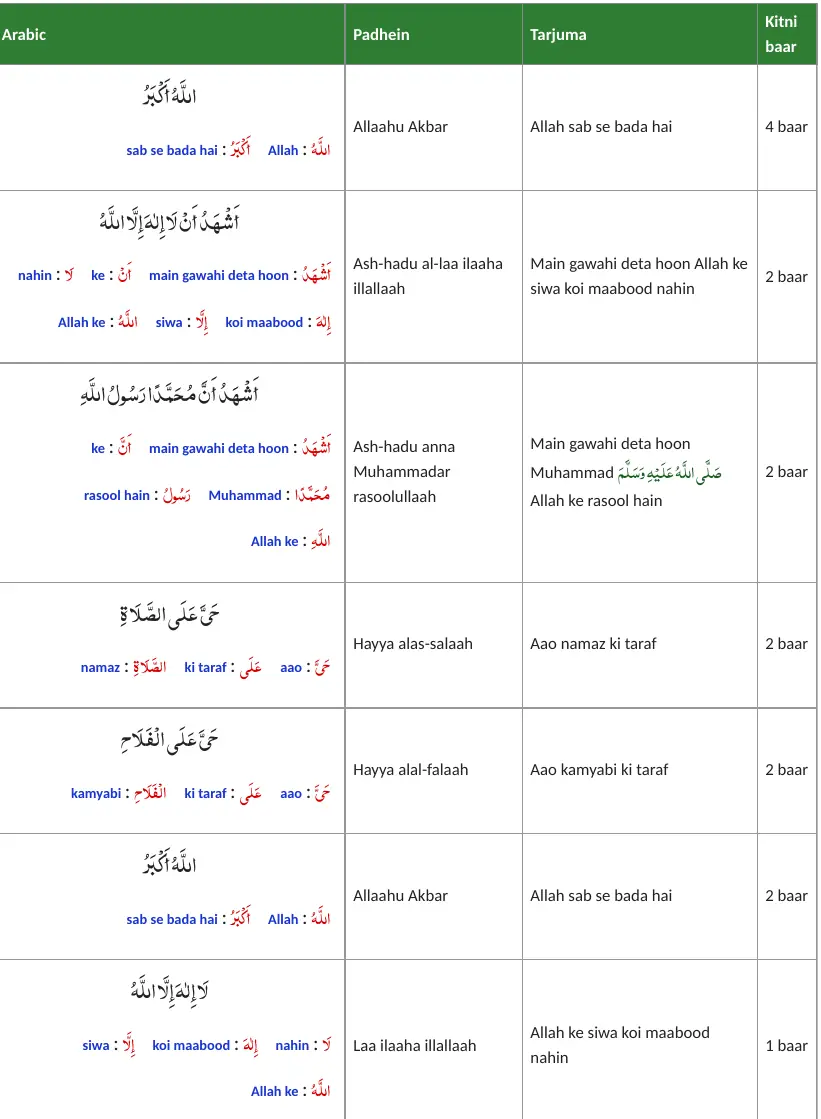 Arabic Padhein Tarjuma Kitni baar
اللَّهُ أَكْبَرُ
اللَّهُ : Allah أَكْبَرُ : sab se bada hai
Allaahu Akbar
Allah sab se bada hai
4 baar
أَشْهَدُ أَنْ لَا إِلٰهَ إِلَّا اللَّهُ
أَشْهَدُ : main gawahi deta hoon أَنْ : ke لَا : nahin
إِلٰهَ : koi maabood إِلَّا : siwa اللَّهُ : Allah ke
Ash-hadu al-laa ilaaha
illallaah
Main gawahi deta hoon Allah ke
siwa koi maabood nahin
2 baar
أَشْهَدُ أَنَّ مُحَمَّدًا رَسُولُ اللَّهِ
أَشْهَدُ : main gawahi deta hoon أَنَّ : ke
مُحَمَّدًا : Muhammad رَسُولُ : rasool hain
اللَّهِ : Allah ke
Ash-hadu anna
Muhammadar
rasoolullaah
Main gawahi deta hoon
Muhammad صَلَّى اللَّهُ عَلَيْهِ وَسَلَّمَ
Allah ke rasool hain
2 baar
حَيَّ عَلَى الصَّلَاةِ
حَيَّ : aao عَلَى : ki taraf الصَّلَاةِ : namaz
Hayya alas-salaah
Aao namaz ki taraf
2 baar
حَيَّ عَلَى الْفَلَاحِ
حَيَّ : aao عَلَى : ki taraf الْفَلَاحِ : kamyabi
Hayya alal-falaah
Aao kamyabi ki taraf
2 baar
اللَّهُ أَكْبَرُ
اللَّهُ : Allah أَكْبَرُ : sab se bada hai
Allaahu Akbar
Allah sab se bada hai
2 baar
لَا إِلٰهَ إِلَّا اللَّهُ
لَا : nahin إِلٰهَ : koi maabood إِلَّا : siwa
اللَّهُ : Allah ke
Laa ilaaha illallaah
Allah ke siwa koi maabood
nahin
1 baar